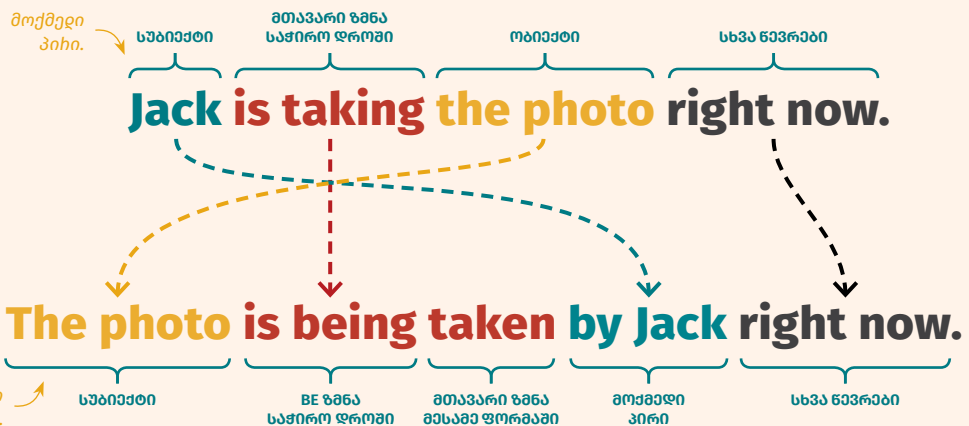 მოქმედი
პირი.
სუბიექტი
მთავარი ზმნა
საჭირო დროში
ობიექტი
სხვა წევრები
Jack is taking the photo right now.
The photo is being taken by Jack right now.
სუბიექტი
BE ზმნა
საჭირო დროში
მთავარი ზმნა
მესამე ფორმაში
მოქმედი
პირი
სხვა წევრები